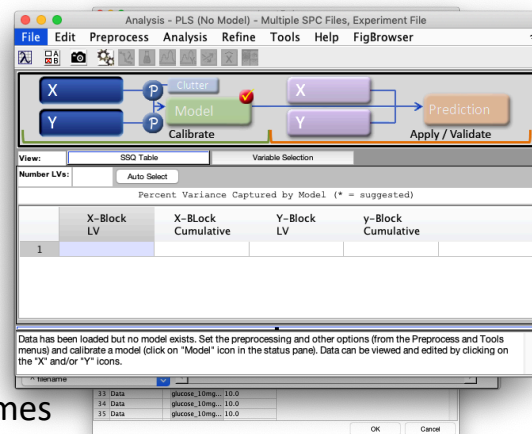 Analysis - PLS (No Model) - Multiple SPC Files, Experiment File
File Edit Preprocess Analysis Refine Tools Help FigBrowser
X P Clutter X
Model Prediction
Y P Y
Calibrate Apply / Validate
View: SSQ Table Variable Selection
Number LVs: Auto Select
Percent Variance Captured by Model (* = suggested)
X-Block X-BLock Y-Block y-Block
LV Cumulative LV Cumulative
1
Data has been loaded but no model exists. Set the preprocessing and other options (from the Preprocess and Tools
menus) and calibrate a model (click on "Model" icon in the status pane). Data can be viewed and edited by clicking on
the "X" and/or "Y" icons.
filename
mes
33 Data glucose_10mg... 10.0
34 Data glucose_10mg... 10.0
35 Data glucose_10mg... 10.0
OK Cancel